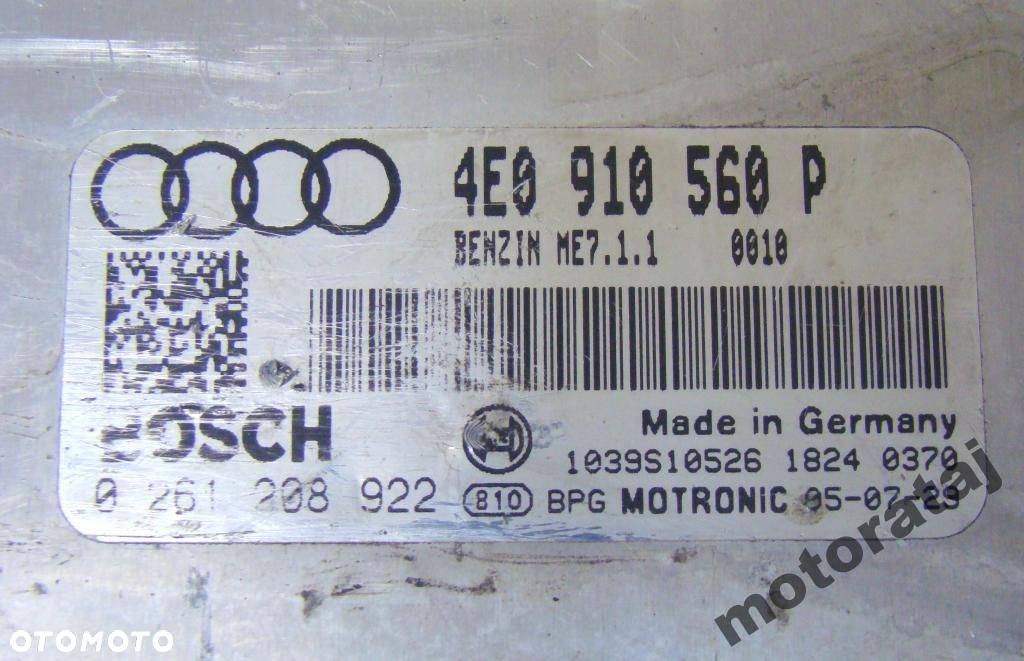 4E0 910 560 P
BENZIN ME7.1.1 0010
BOSCH
Made in Germany
1039S10526 1824 0370
0 261 208 922 810 BPG MOTRONIC 05-07-29
motorataj
OTOMOTO